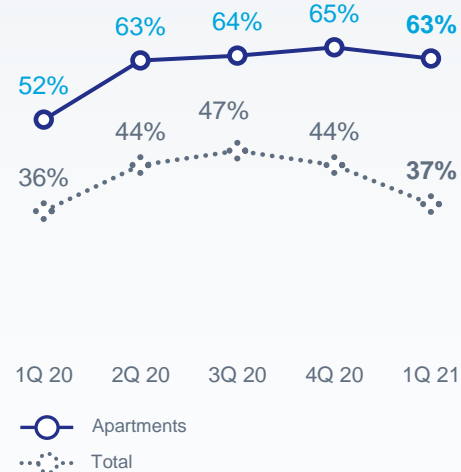 52% 63% 64% 65% 63%
36% 44% 47% 44% 37%
1Q 20 2Q 20 3Q 20 4Q 20 1Q 21
Apartments
Total